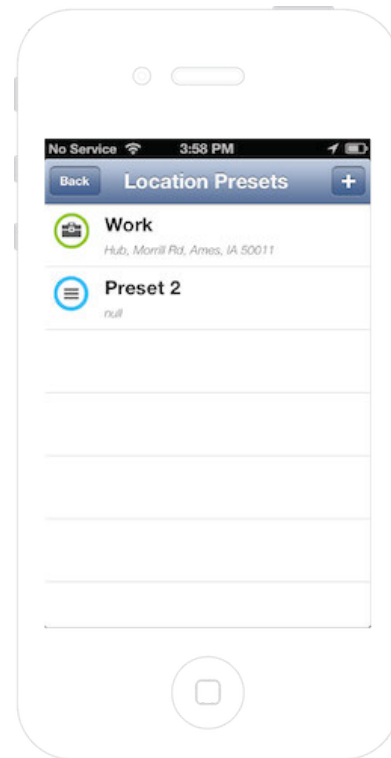 No Service 3:58 PM
Back Location Presets +
Work
Hub, Morrill Rd, Ames, IA 50011
Preset 2
null